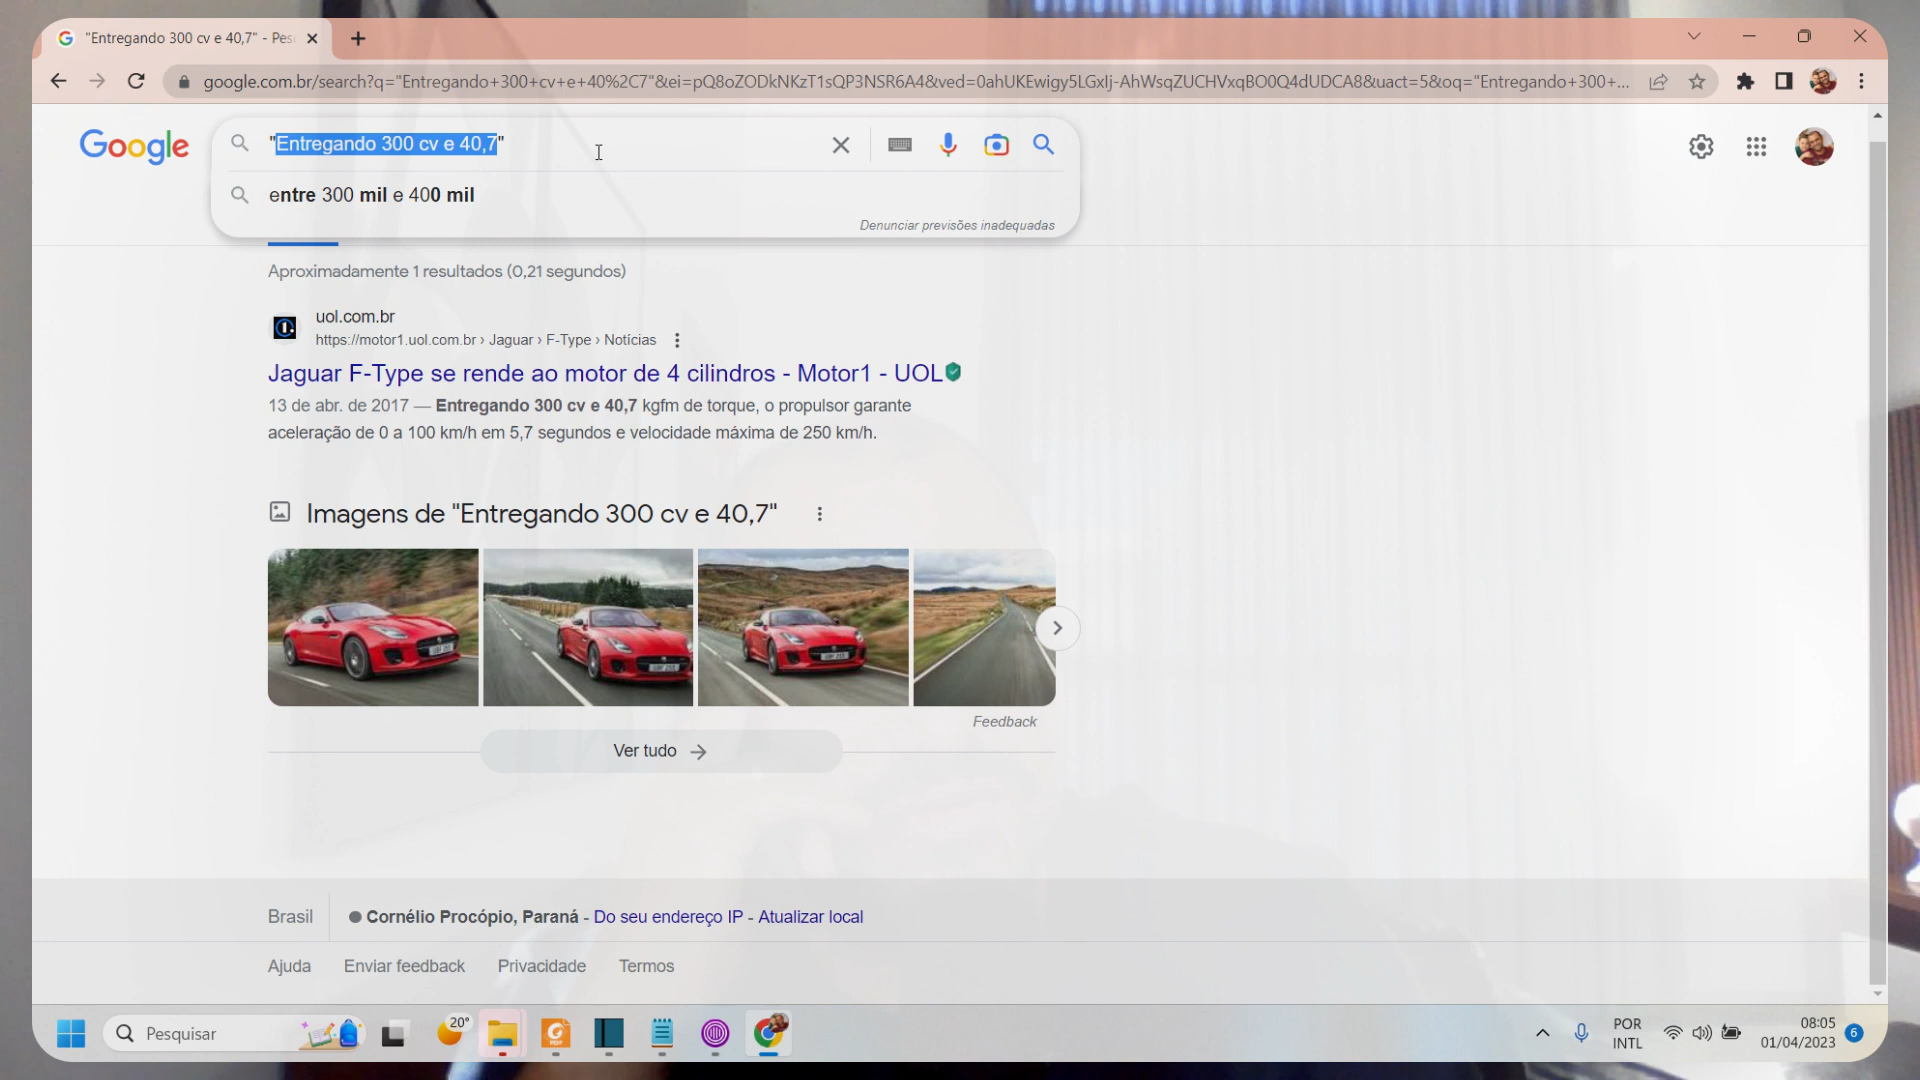 "Entregando 300 cv e 40,7" - Pes
google.com.br/search?q="Entregando+300+cv+e+40%2C7"&ei=pQ8oZODkNKzT1sQP3NSR6A4&ved=0ahUKEwigy5LGxIj-AhWsqZUCHVxqBO0Q4dUDCA8&uact=5&oq="Entregando+300+...
Google
"Entregando 300 cv e 40,7"
entre 300 mil e 400 mil
Denunciar previsões inadequadas
Aproximadamente 1 resultados (0,21 segundos)
uol.com.br
https://motor1.uol.com.br › Jaguar › F-Type › Notícias
Jaguar F-Type se rende ao motor de 4 cilindros - Motor1 - UOL
13 de abr. de 2017 — Entregando 300 cv e 40,7 kgfm de torque, o propulsor garante
aceleração de 0 a 100 km/h em 5,7 segundos e velocidade máxima de 250 km/h.
Imagens de "Entregando 300 cv e 40,7"
Feedback
Ver tudo
Brasil
Cornélio Procópio, Paraná - Do seu endereço IP - Atualizar local
Ajuda Enviar feedback Privacidade Termos
Pesquisar
20°
PDF
POR
INTL
08:05
01/04/2023
6